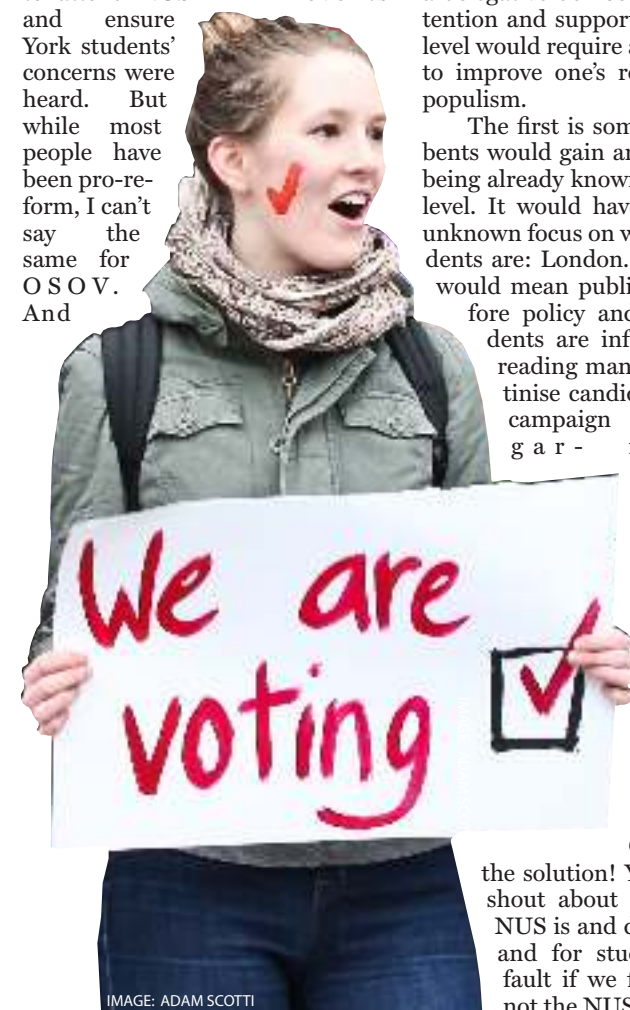 and ensure
York students’
concerns were
heard. But
while most
people have
been pro-re-
form, I can’t
say the
same for
OSOV.
And
tention and support
level would require
to improve one’s
populism.
The first is
bents would gain
being already known
level. It would
unknown focus on
dents are: London.
would mean
fore policy and
dents are
reading
tinise
campaign
gar-
We are
voting
the solution!
shout about
NUS is and
and for
fault if we
not the NUS
IMAGE: ADAM SCOTTI